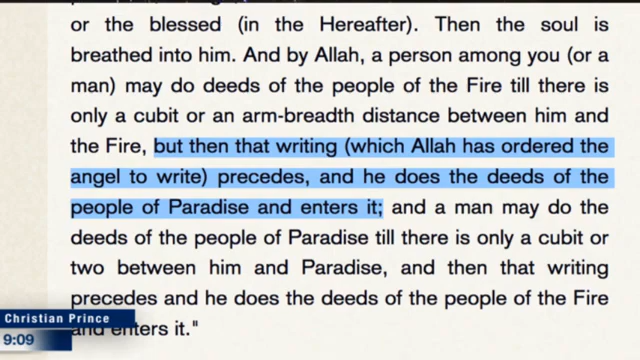 or the blessed (in the Hereafter). Then the soul is
breathed into him. And by Allah, a person among you (or a
man) may do deeds of the people of the Fire till there is
only a cubit or an arm-breadth distance between him and
the Fire, but then that writing (which Allah has ordered the
angel to write) precedes, and he does the deeds of the
people of Paradise and enters it; and a man may do the
deeds of the people of Paradise till there is only a cubit or
two between him and Paradise, and then that writing
precedes and he does the deeds of the people of the Fire
and enters it."
Christian Prince
9:09